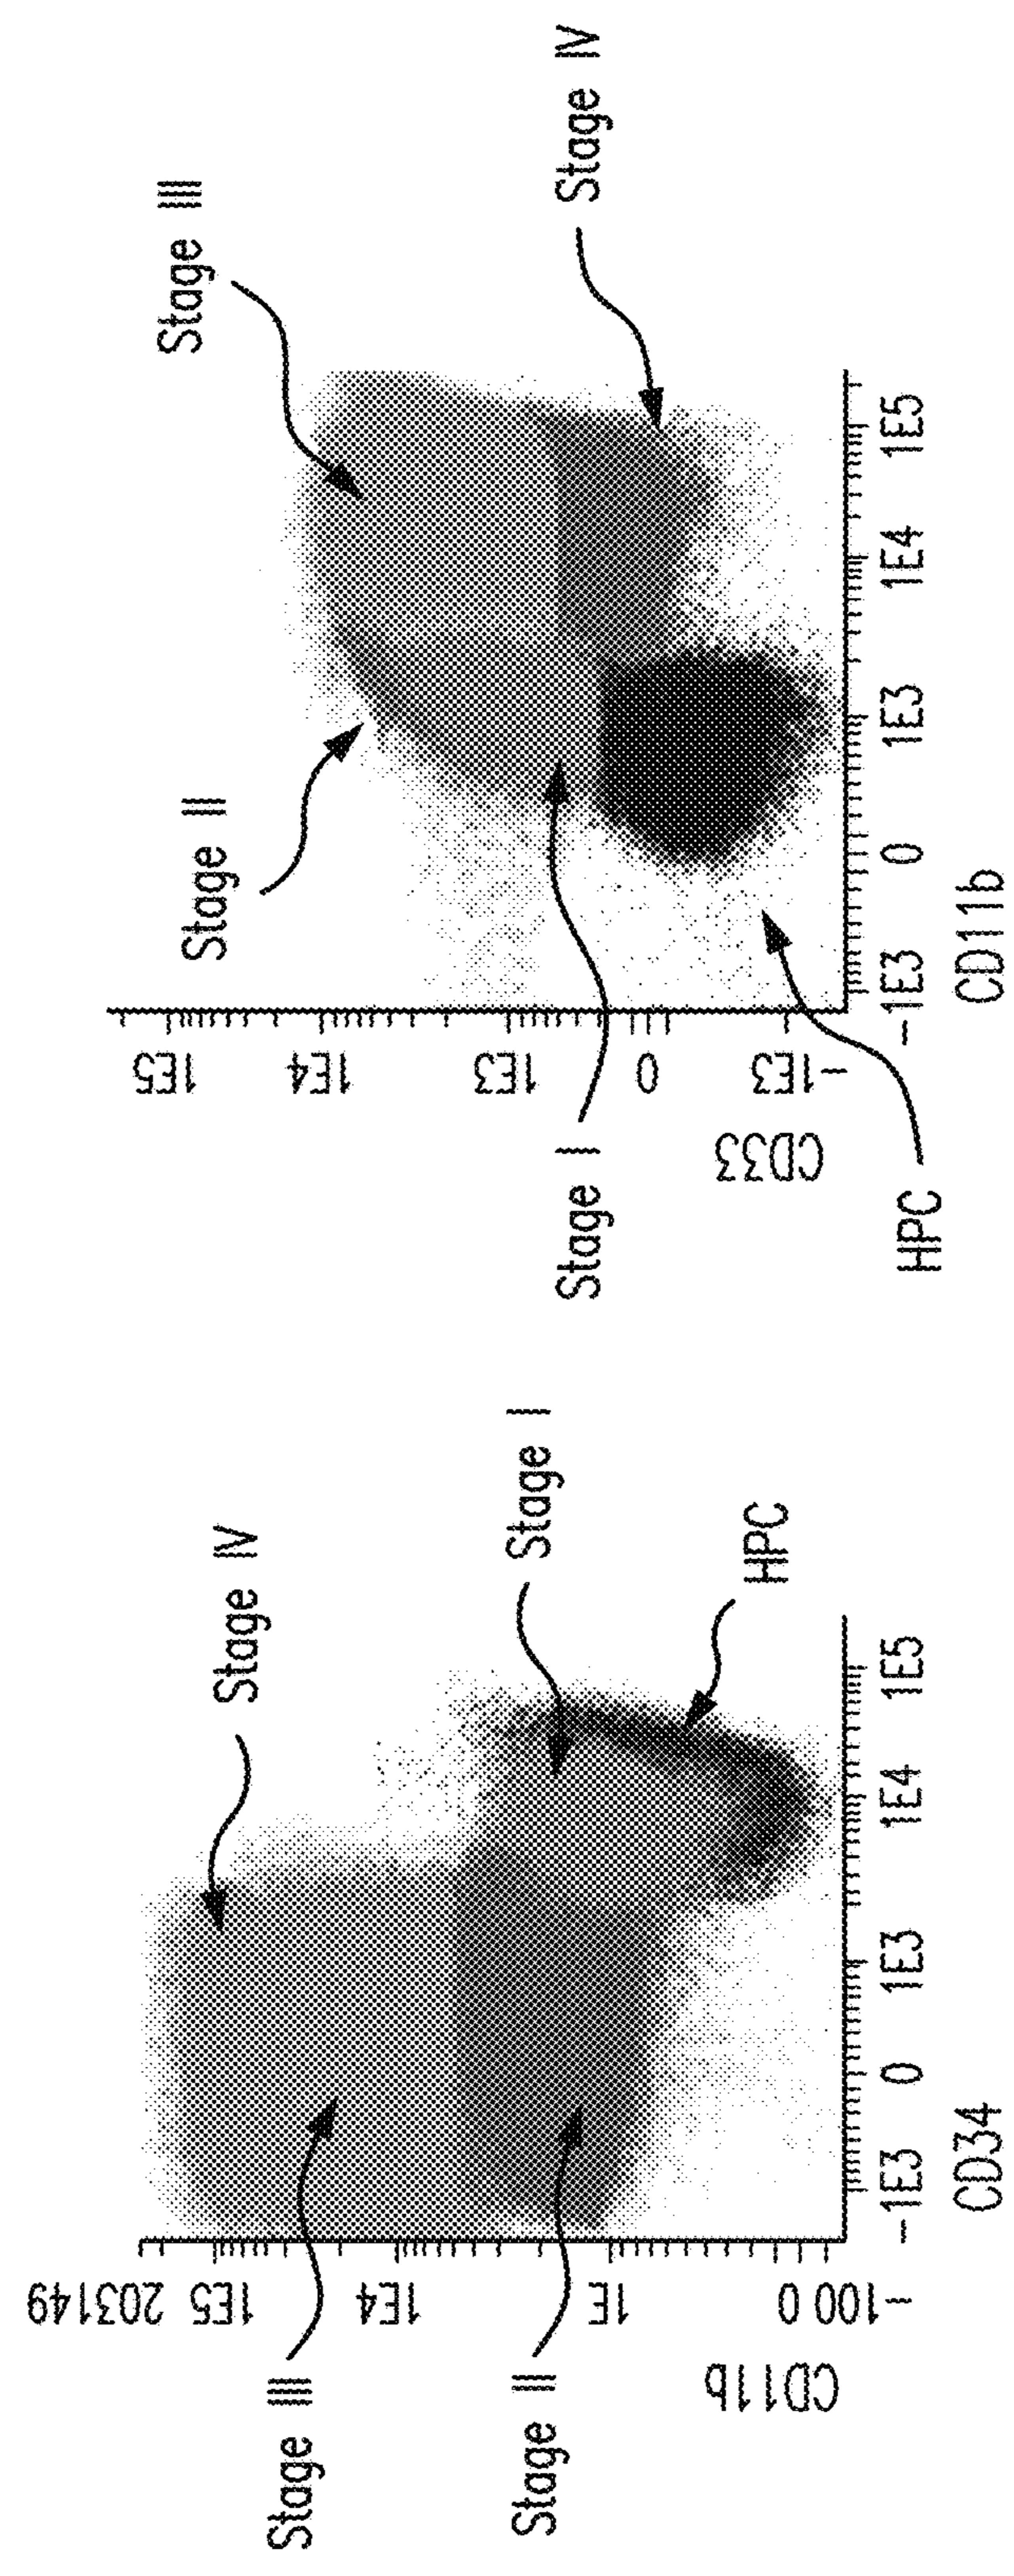 Stage III
Stage IV
203149
1E5
1E4
1E
0
-100
CD11b
Stage II
Stage I
HPC
-1E3
0
1E3
1E4
1E5
CD34
Stage II
Stage III
1E5
1E4
1E3
0
-1E3
CD33
Stage I
Stage IV
HPC
-1E3
0
1E3
1E4
1E5
CD11b